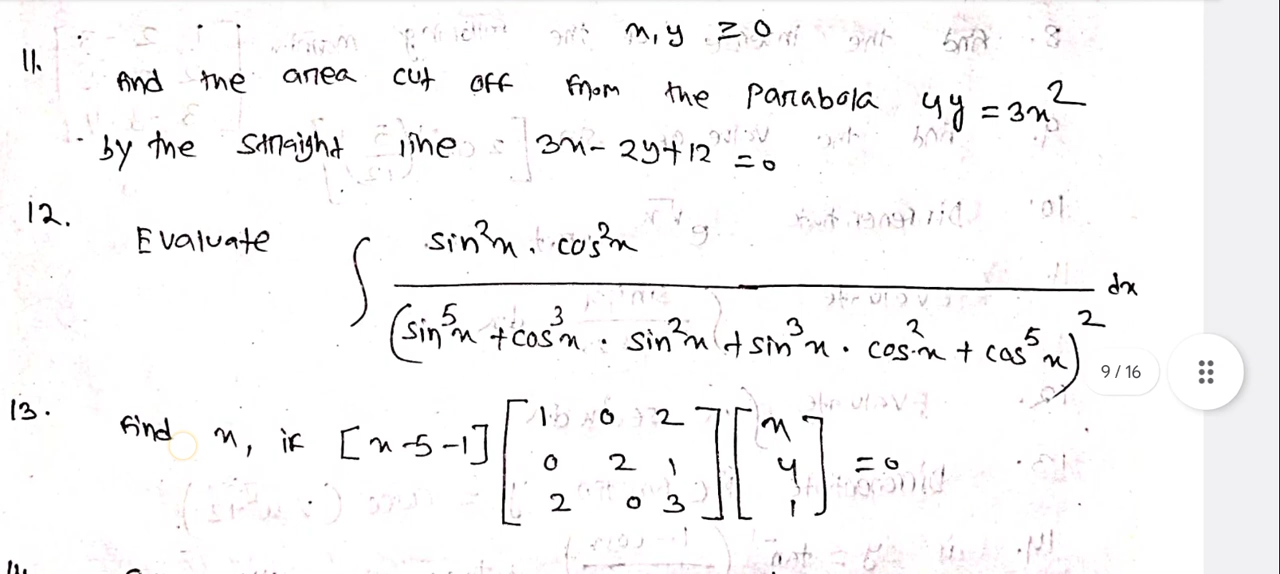 x, y ≥ 0
11. find the area cut off from the parabola 4y = 3x²
by the straight line 3x - 2y + 12 = 0
12. Evaluate ∫ sin²x . cos²x / (sin⁵x + cos³x . sin²x + sin³x . cos²x + cos⁵x)² dx
9 / 16
13. find x, if [x -5 -1] [1 0 2; 0 2 1; 2 0 3] [x; 4; 1] = 0